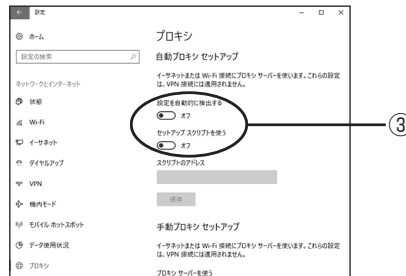 設定
ホーム
設定の検索
ネットワークとインターネット
状態
Wi-Fi
イーサネット
ダイヤルアップ
VPN
機内モード
モバイル ホットスポット
データ使用状況
プロキシ
プロキシ
自動プロキシ セットアップ
イーサネットまたは Wi-Fi 接続にプロキシ サーバーを使います。これらの設定
は、VPN 接続には適用されません。
設定を自動的に検出する
オフ
セットアップ スクリプトを使う
オフ
スクリプトのアドレス
保存
手動プロキシ セットアップ
イーサネットまたは Wi-Fi 接続にプロキシ サーバーを使います。これらの設定
は、VPN 接続には適用されません。
プロキシ サーバーを使う
③